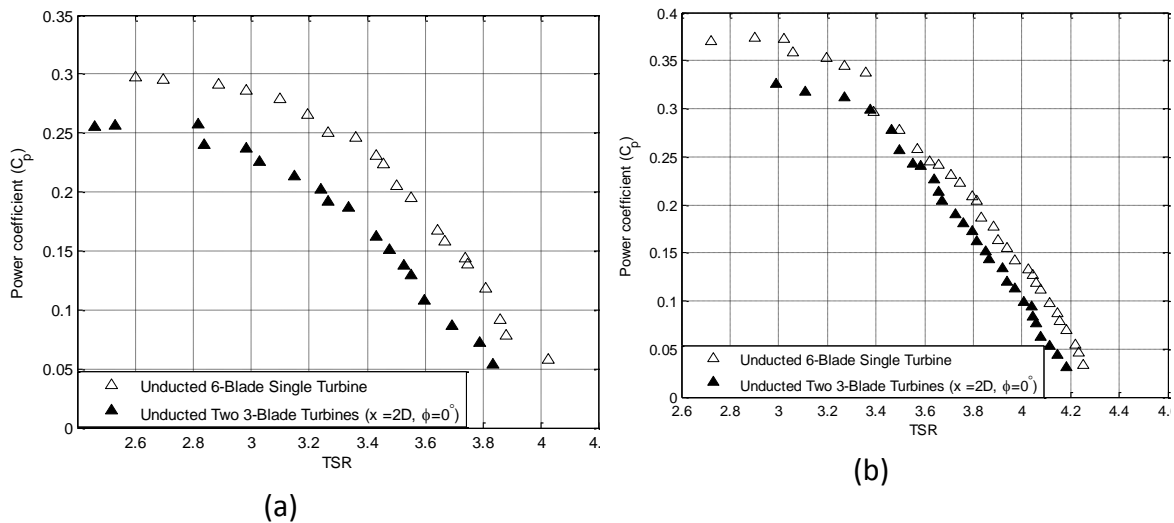 0.35
0.3
0.25
0.2
0.15
0.1
0.05
0
Power coefficient (Cp)
2.6 2.8 3 3.2 3.4 3.6 3.8 4 4.
TSR
Unducted 6-Blade Single Turbine
Unducted Two 3-Blade Turbines (x =2D, ϕ=0°)
(a)
0.4
0.35
0.3
0.25
0.2
0.15
0.1
0.05
0
Power coefficient (Cp)
2.6 2.8 3 3.2 3.4 3.6 3.8 4 4.2 4.
TSR
Unducted 6-Blade Single Turbine
Unducted Two 3-Blade Turbines (x =2D, ϕ=0°)
(b)